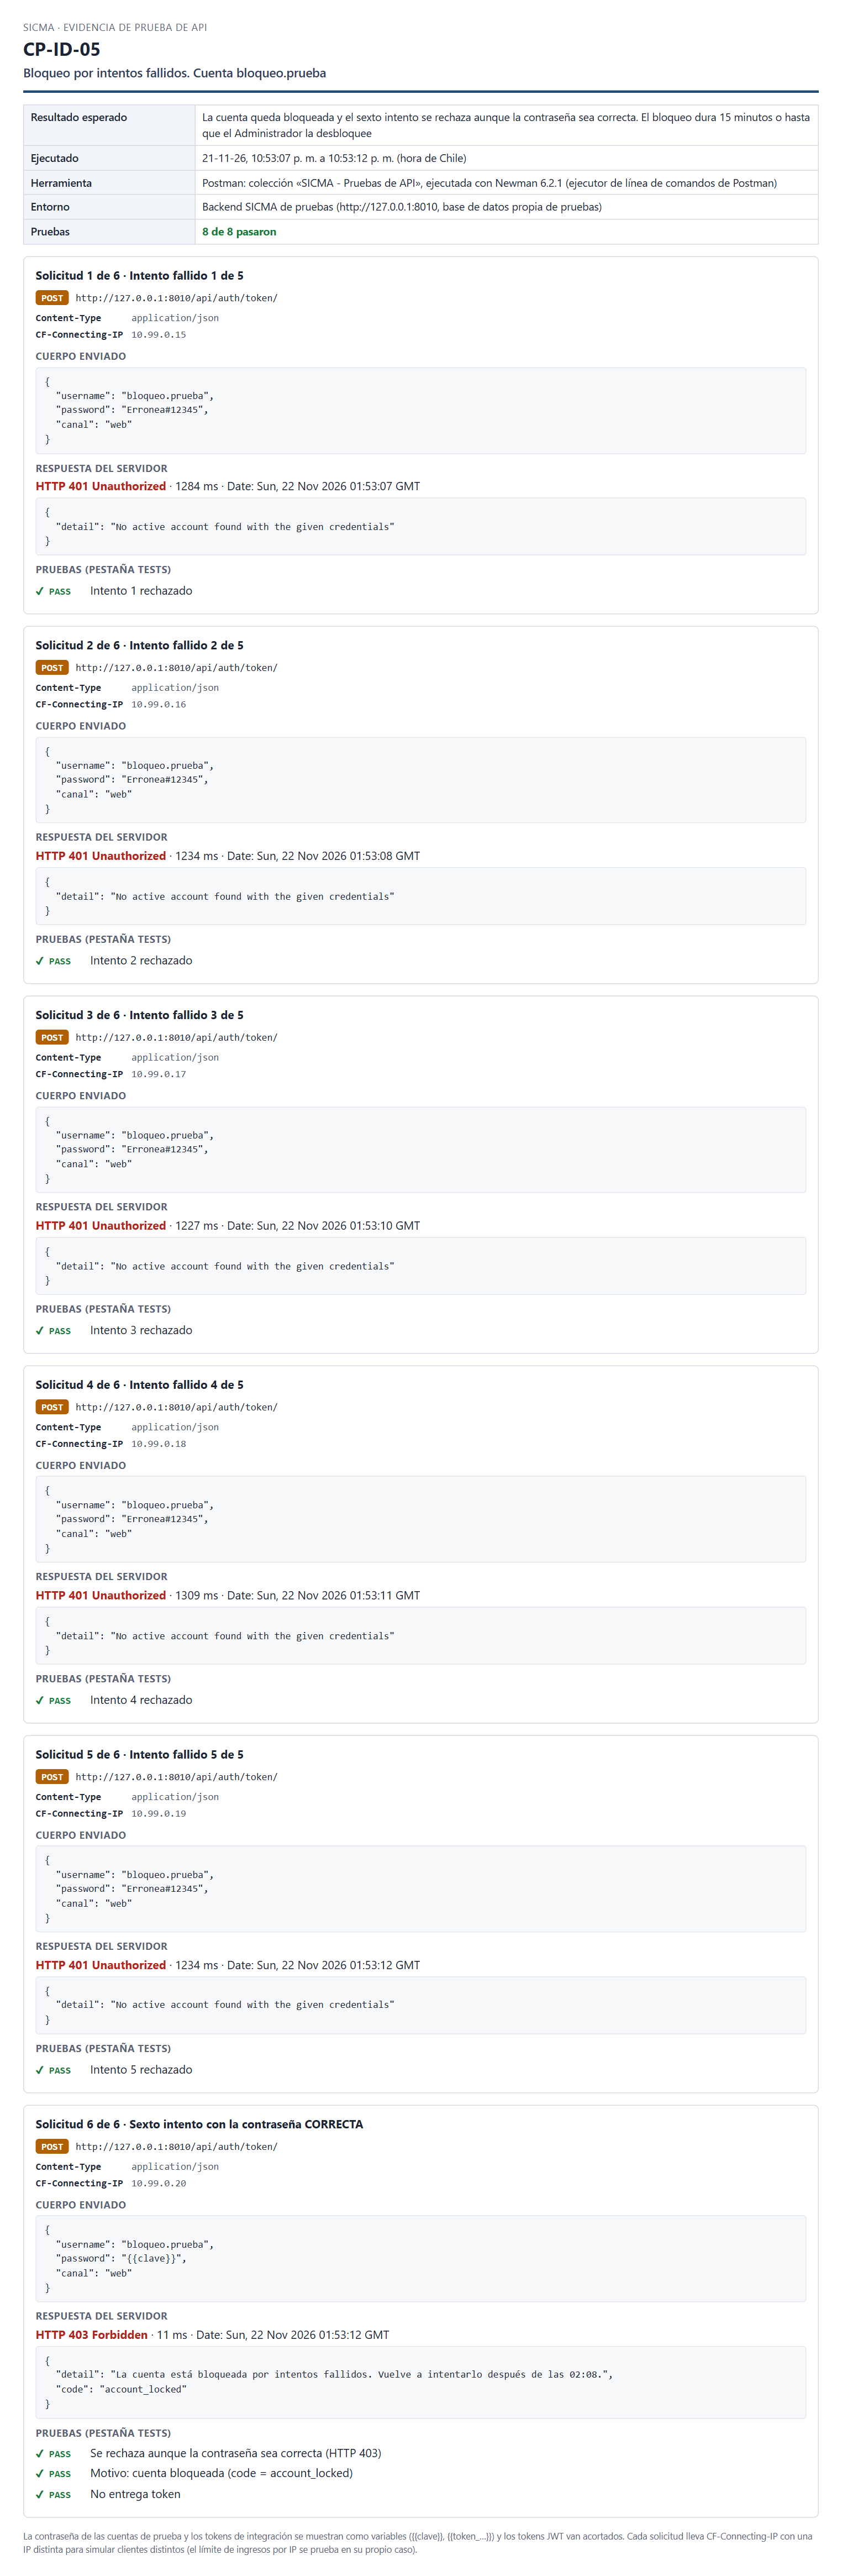 SICMA · EVIDENCIA DE PRUEBA DE API
CP-ID-05
Bloqueo por intentos fallidos. Cuenta bloqueo.prueba
Resultado esperado
La cuenta queda bloqueada y el sexto intento se rechaza aunque la contraseña sea correcta. El bloqueo dura 15 minutos o hasta
que el Administrador la desbloquee
Ejecutado
21-11-26, 10:53:07 p. m. a 10:53:12 p. m. (hora de Chile)
Herramienta
Postman: colección «SICMA - Pruebas de API», ejecutada con Newman 6.2.1 (ejecutor de línea de comandos de Postman)
Entorno
Backend SICMA de pruebas (http://127.0.0.1:8010, base de datos propia de pruebas)
Pruebas
8 de 8 pasaron
Solicitud 1 de 6 · Intento fallido 1 de 5
POST http://127.0.0.1:8010/api/auth/token/
Content-Type application/json
CF-Connecting-IP 10.99.0.15
CUERPO ENVIADO
{
"username": "bloqueo.prueba",
"password": "Erronea#12345",
"canal": "web"
}
RESPUESTA DEL SERVIDOR
HTTP 401 Unauthorized · 1284 ms · Date: Sun, 22 Nov 2026 01:53:07 GMT
{
"detail": "No active account found with the given credentials"
}
PRUEBAS (PESTAÑA TESTS)
✓ PASS Intento 1 rechazado
Solicitud 2 de 6 · Intento fallido 2 de 5
POST http://127.0.0.1:8010/api/auth/token/
Content-Type application/json
CF-Connecting-IP 10.99.0.16
CUERPO ENVIADO
{
"username": "bloqueo.prueba",
"password": "Erronea#12345",
"canal": "web"
}
RESPUESTA DEL SERVIDOR
HTTP 401 Unauthorized · 1234 ms · Date: Sun, 22 Nov 2026 01:53:08 GMT
{
"detail": "No active account found with the given credentials"
}
PRUEBAS (PESTAÑA TESTS)
✓ PASS Intento 2 rechazado
Solicitud 3 de 6 · Intento fallido 3 de 5
POST http://127.0.0.1:8010/api/auth/token/
Content-Type application/json
CF-Connecting-IP 10.99.0.17
CUERPO ENVIADO
{
"username": "bloqueo.prueba",
"password": "Erronea#12345",
"canal": "web"
}
RESPUESTA DEL SERVIDOR
HTTP 401 Unauthorized · 1227 ms · Date: Sun, 22 Nov 2026 01:53:10 GMT
{
"detail": "No active account found with the given credentials"
}
PRUEBAS (PESTAÑA TESTS)
✓ PASS Intento 3 rechazado
Solicitud 4 de 6 · Intento fallido 4 de 5
POST http://127.0.0.1:8010/api/auth/token/
Content-Type application/json
CF-Connecting-IP 10.99.0.18
CUERPO ENVIADO
{
"username": "bloqueo.prueba",
"password": "Erronea#12345",
"canal": "web"
}
RESPUESTA DEL SERVIDOR
HTTP 401 Unauthorized · 1309 ms · Date: Sun, 22 Nov 2026 01:53:11 GMT
{
"detail": "No active account found with the given credentials"
}
PRUEBAS (PESTAÑA TESTS)
✓ PASS Intento 4 rechazado
Solicitud 5 de 6 · Intento fallido 5 de 5
POST http://127.0.0.1:8010/api/auth/token/
Content-Type application/json
CF-Connecting-IP 10.99.0.19
CUERPO ENVIADO
{
"username": "bloqueo.prueba",
"password": "Erronea#12345",
"canal": "web"
}
RESPUESTA DEL SERVIDOR
HTTP 401 Unauthorized · 1234 ms · Date: Sun, 22 Nov 2026 01:53:12 GMT
{
"detail": "No active account found with the given credentials"
}
PRUEBAS (PESTAÑA TESTS)
✓ PASS Intento 5 rechazado
Solicitud 6 de 6 · Sexto intento con la contraseña CORRECTA
POST http://127.0.0.1:8010/api/auth/token/
Content-Type application/json
CF-Connecting-IP 10.99.0.20
CUERPO ENVIADO
{
"username": "bloqueo.prueba",
"password": "{{clave}}",
"canal": "web"
}
RESPUESTA DEL SERVIDOR
HTTP 403 Forbidden · 11 ms · Date: Sun, 22 Nov 2026 01:53:12 GMT
{
"detail": "La cuenta está bloqueada por intentos fallidos. Vuelve a intentarlo después de las 02:08.",
"code": "account_locked"
}
PRUEBAS (PESTAÑA TESTS)
✓ PASS Se rechaza aunque la contraseña sea correcta (HTTP 403)
✓ PASS Motivo: cuenta bloqueada (code = account_locked)
✓ PASS No entrega token
La contraseña de las cuentas de prueba y los tokens de integración se muestran como variables ({{clave}}, {{token_...}}) y los tokens JWT van acortados. Cada solicitud lleva CF-Connecting-IP con una
IP distinta para simular clientes distintos (el límite de ingresos por IP se prueba en su propio caso).